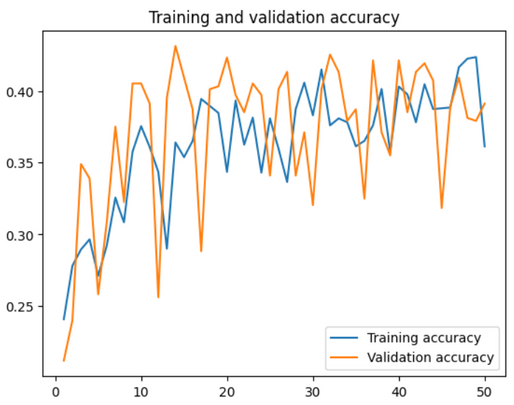 Training and validation accuracy
0.40
0.35
0.30
0.25
Training accuracy
Validation accuracy
0 10 20 30 40 50